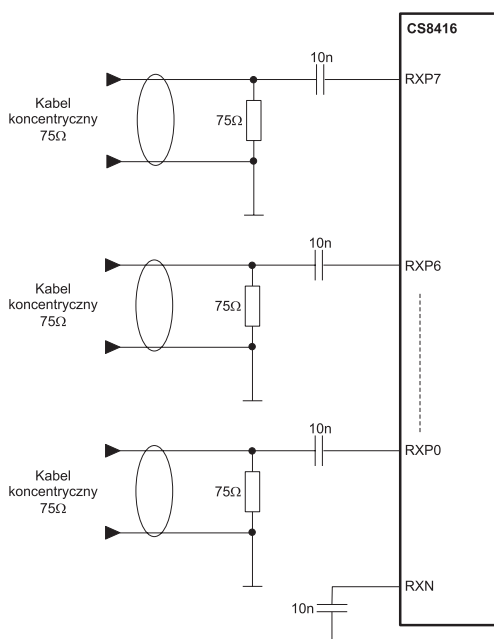 CS8416
10n
RXP7
Kabel
koncentryczny
75Ω
75Ω
10n
RXP6
Kabel
koncentryczny
75Ω
75Ω
10n
RXP0
Kabel
koncentryczny
75Ω
75Ω
RXN
10n